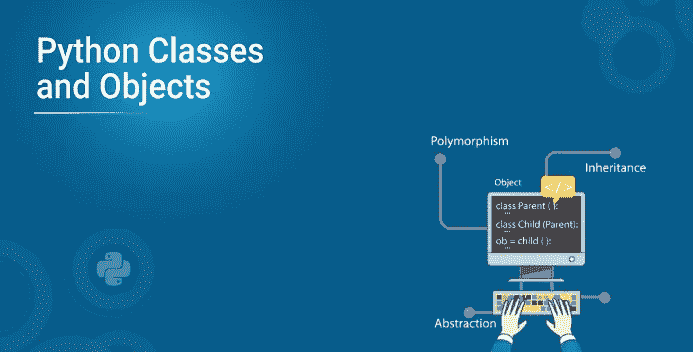 Python Classes
and Objects
Polymorphism
Inheritance
Object
</>
class Parent ( ):
...
class Child (Parent):
...
ob = child ( ):
...
Abstraction